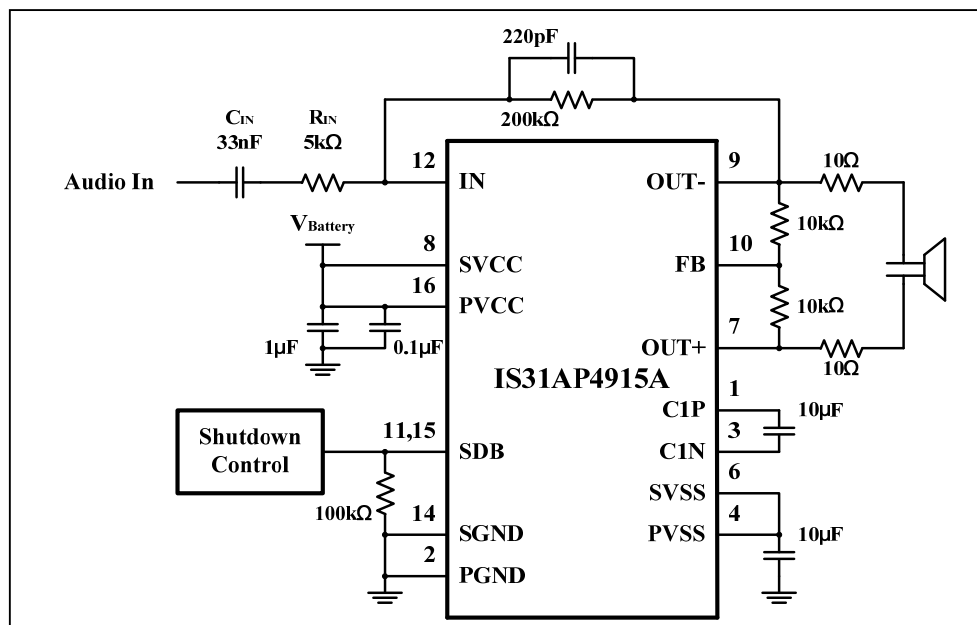 220pF
200kΩ
CIN
33nF
RIN
5kΩ
Audio In
12
IN
9
OUT-
10Ω
10kΩ
VBattery
8
SVCC
10
FB
16
PVCC
10kΩ
1µF
0.1µF
7
OUT+
10Ω
IS31AP4915A
1
C1P
10µF
3
C1N
Shutdown
Control
11,15
SDB
6
SVSS
100kΩ
14
SGND
4
PVSS
10µF
2
PGND